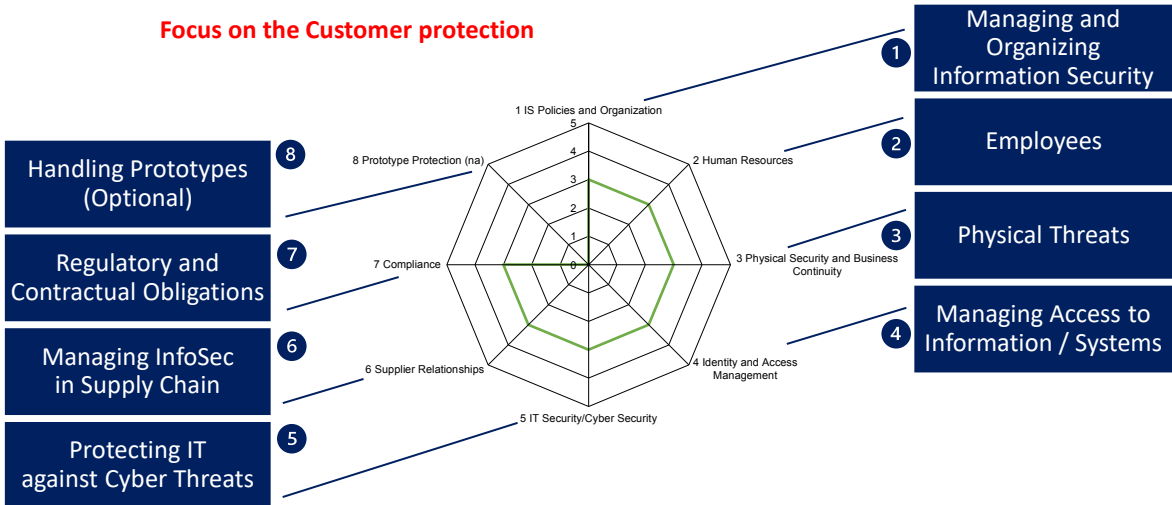 Focus on the Customer protection
Managing and
Organizing
Information Security
1
Employees
2
Physical Threats
3
Managing Access to
Information / Systems
4
Handling Prototypes
(Optional)
8
Regulatory and
Contractual Obligations
7
Managing InfoSec
in Supply Chain
6
Protecting IT
against Cyber Threats
5
1 IS Policies and Organization
2 Human Resources
3 Physical Security and Business
Continuity
4 Identity and Access
Management
5 IT Security/Cyber Security
6 Supplier Relationships
7 Compliance
8 Prototype Protection (na)
5
4
3
2
1
0